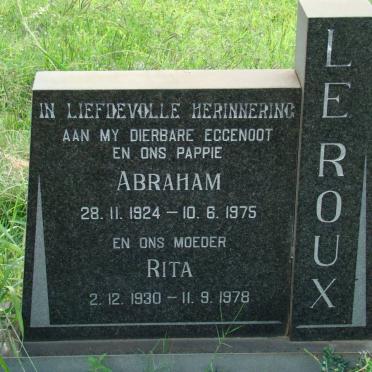 IN LIEFDEVOLLE HERINNERING
AAN MY DIERBARE EGGENOOT
EN ONS PAPPIE
ABRAHAM
28.11.1924 – 10.6.1975
EN ONS MOEDER
RITA
2.12.1930 – 11.9.1978
LE ROUX